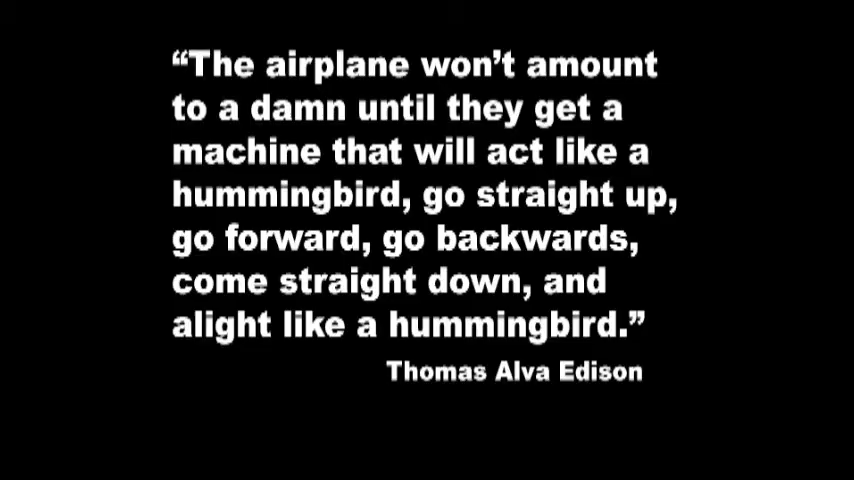 “The airplane won’t amount
to a damn until they get a
machine that will act like a
hummingbird, go straight up,
go forward, go backwards,
come straight down, and
alight like a hummingbird.”
Thomas Alva Edison